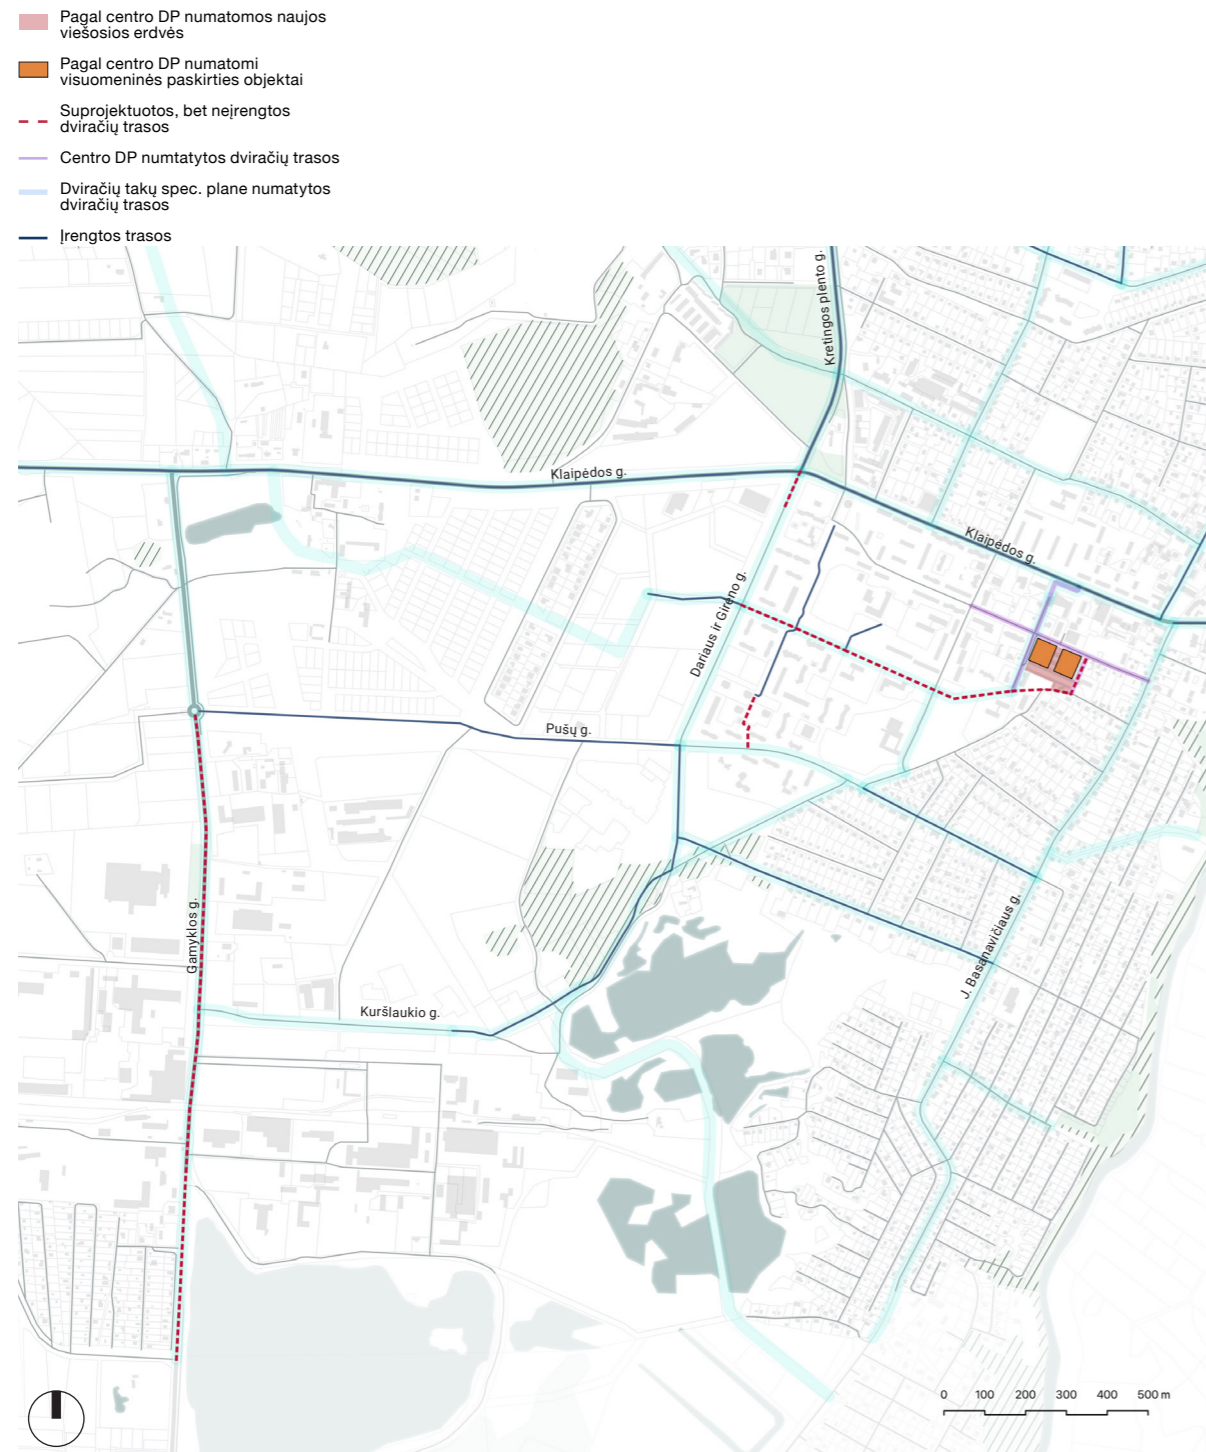 Pagal centro DP numatomos naujos
viešosios erdvės
Pagal centro DP numatomi
visuomeninės paskirties objektai
Suprojektuotos, bet neįrengtos
dviračių trasos
Centro DP numtatytos dviračių trasos
Dviračių takų spec. plane numatytos
dviračių trasos
Įrengtos trasos
Kretingos plento g.
Klaipėdos g.
Klaipėdos g.
Dariaus ir Girėno g.
Pušų g.
Gamyklos g.
J. Basanavičiaus g.
Kuršlaukio g.
0 100 200 300 400 500 m